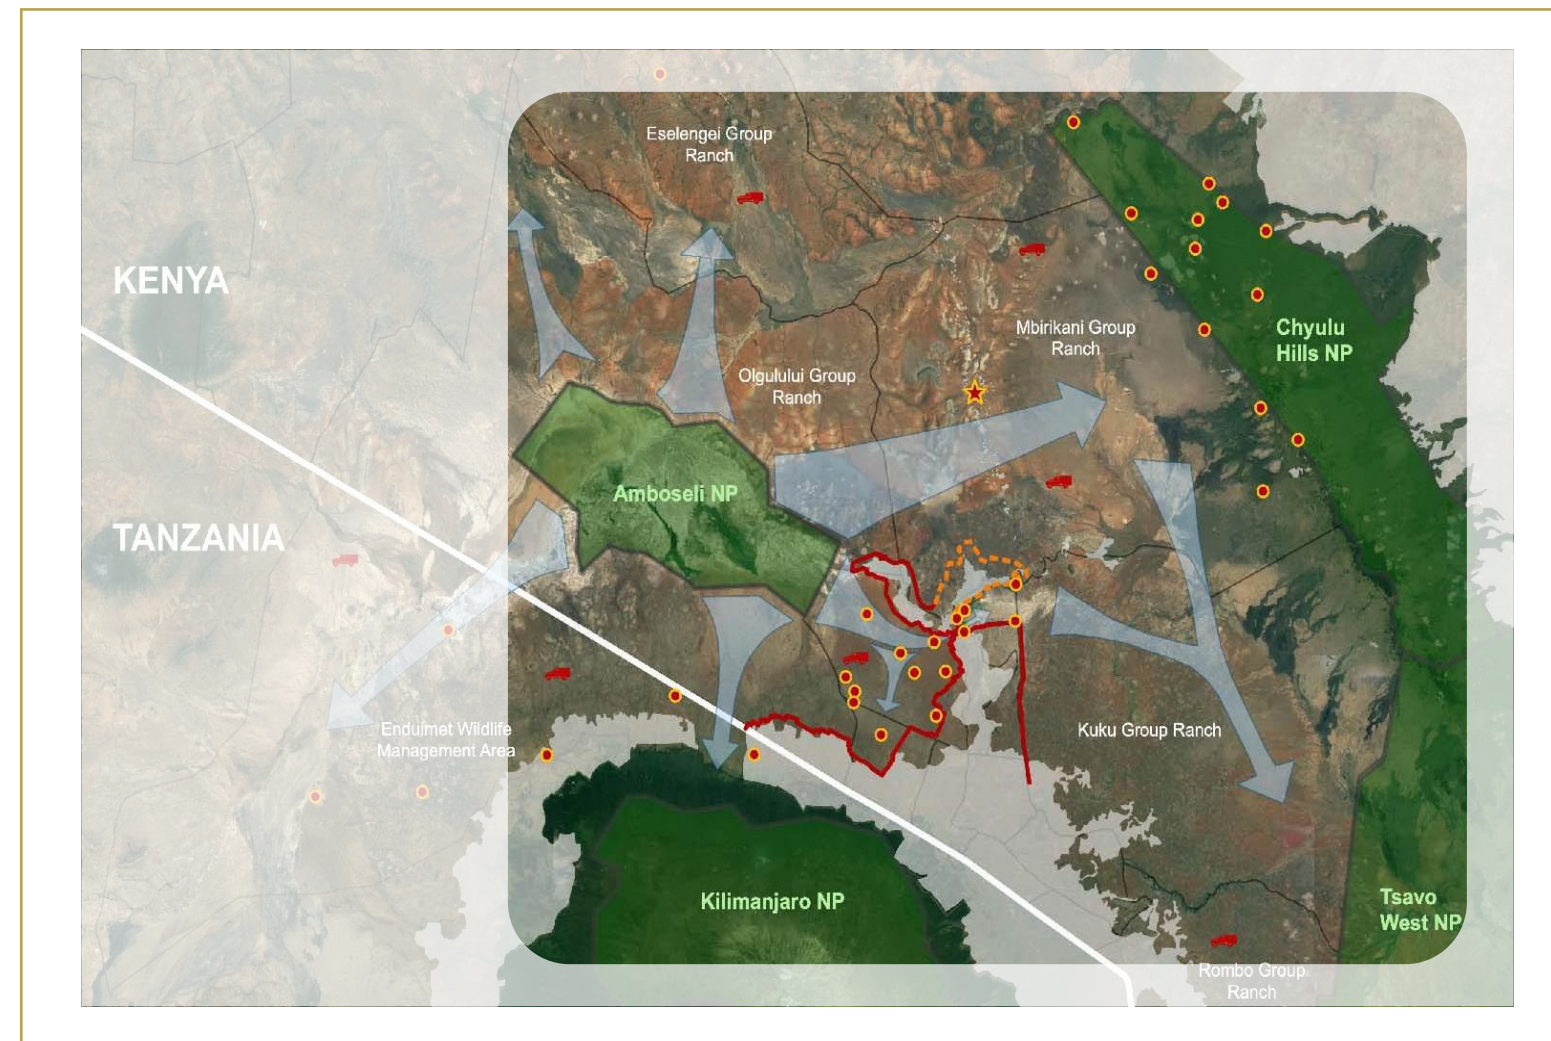 Eselengei Group
Ranch
KENYA
Mbirikani Group
Ranch
Chyulu
Hills NP
Olgulului Group
Ranch
Amboseli NP
TANZANIA
Enduimet Wildlife
Management Area
Kuku Group Ranch
Kilimanjaro NP
Tsavo
West NP
Rombo Group
Ranch